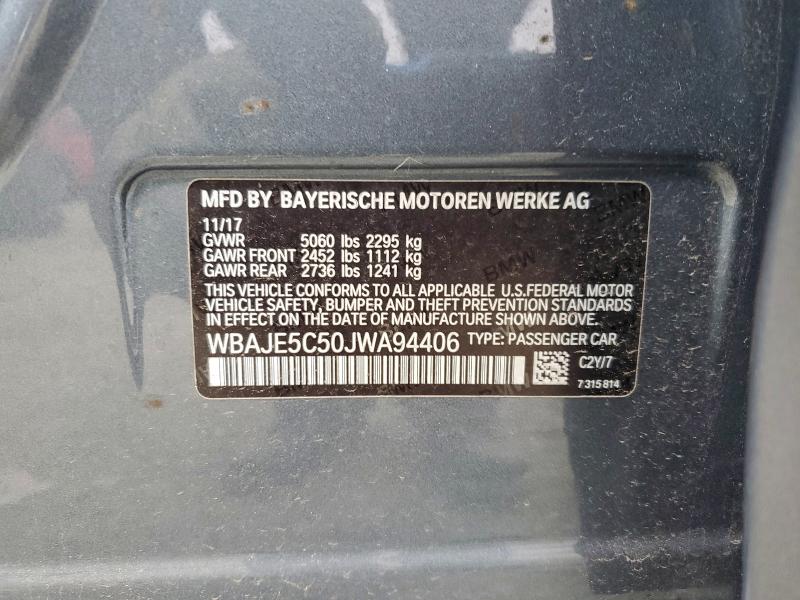 MFD BY BAYERISCHE MOTOREN WERKE AG
11/17
GVWR 5060 lbs 2295 kg
GAWR FRONT 2452 lbs 1112 kg
GAWR REAR 2736 lbs 1241 kg
THIS VEHICLE CONFORMS TO ALL APPLICABLE U.S.FEDERAL MOTOR
VEHICLE SAFETY, BUMPER AND THEFT PREVENTION STANDARDS
IN EFFECT ON THE DATE OF MANUFACTURE SHOWN ABOVE.
WBAJE5C50JWA94406 TYPE: PASSENGER CAR
C2Y/7
7 315 814